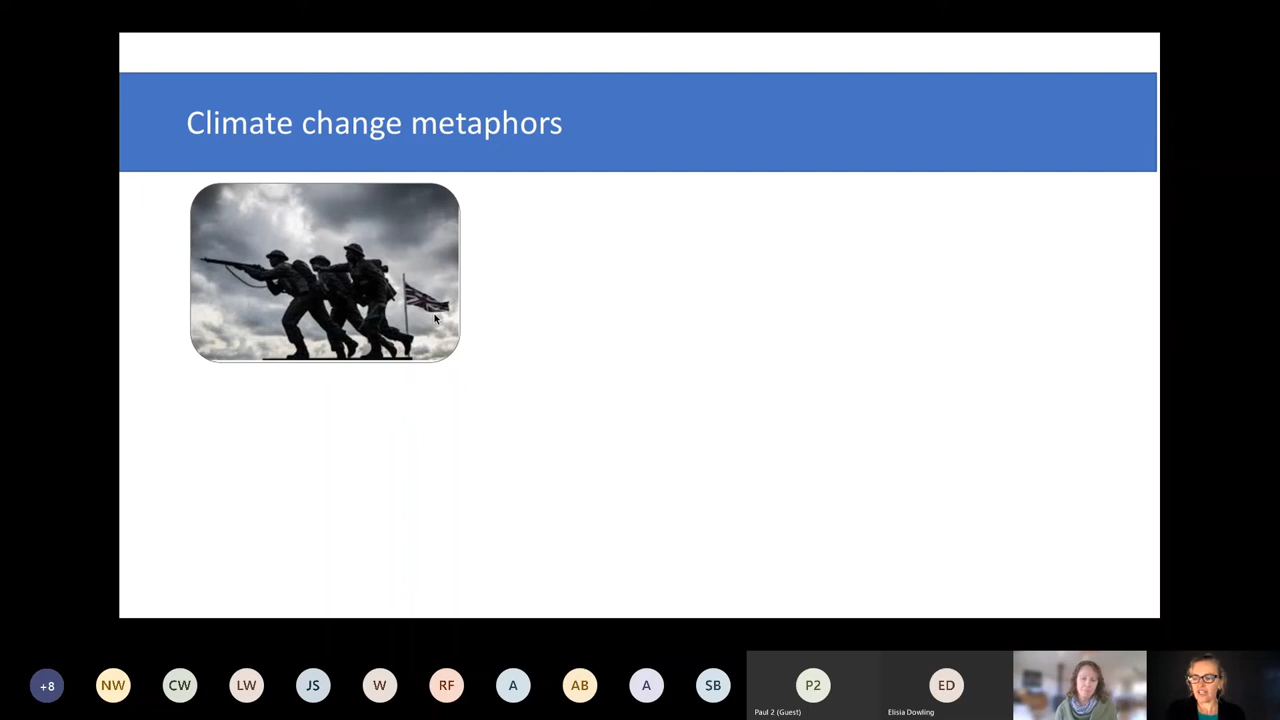 Climate change metaphors
+8
NW
CW
LW
JS
W
RF
A
AB
A
SB
P2
Paul 2 (Guest)
ED
Elisia Dowling